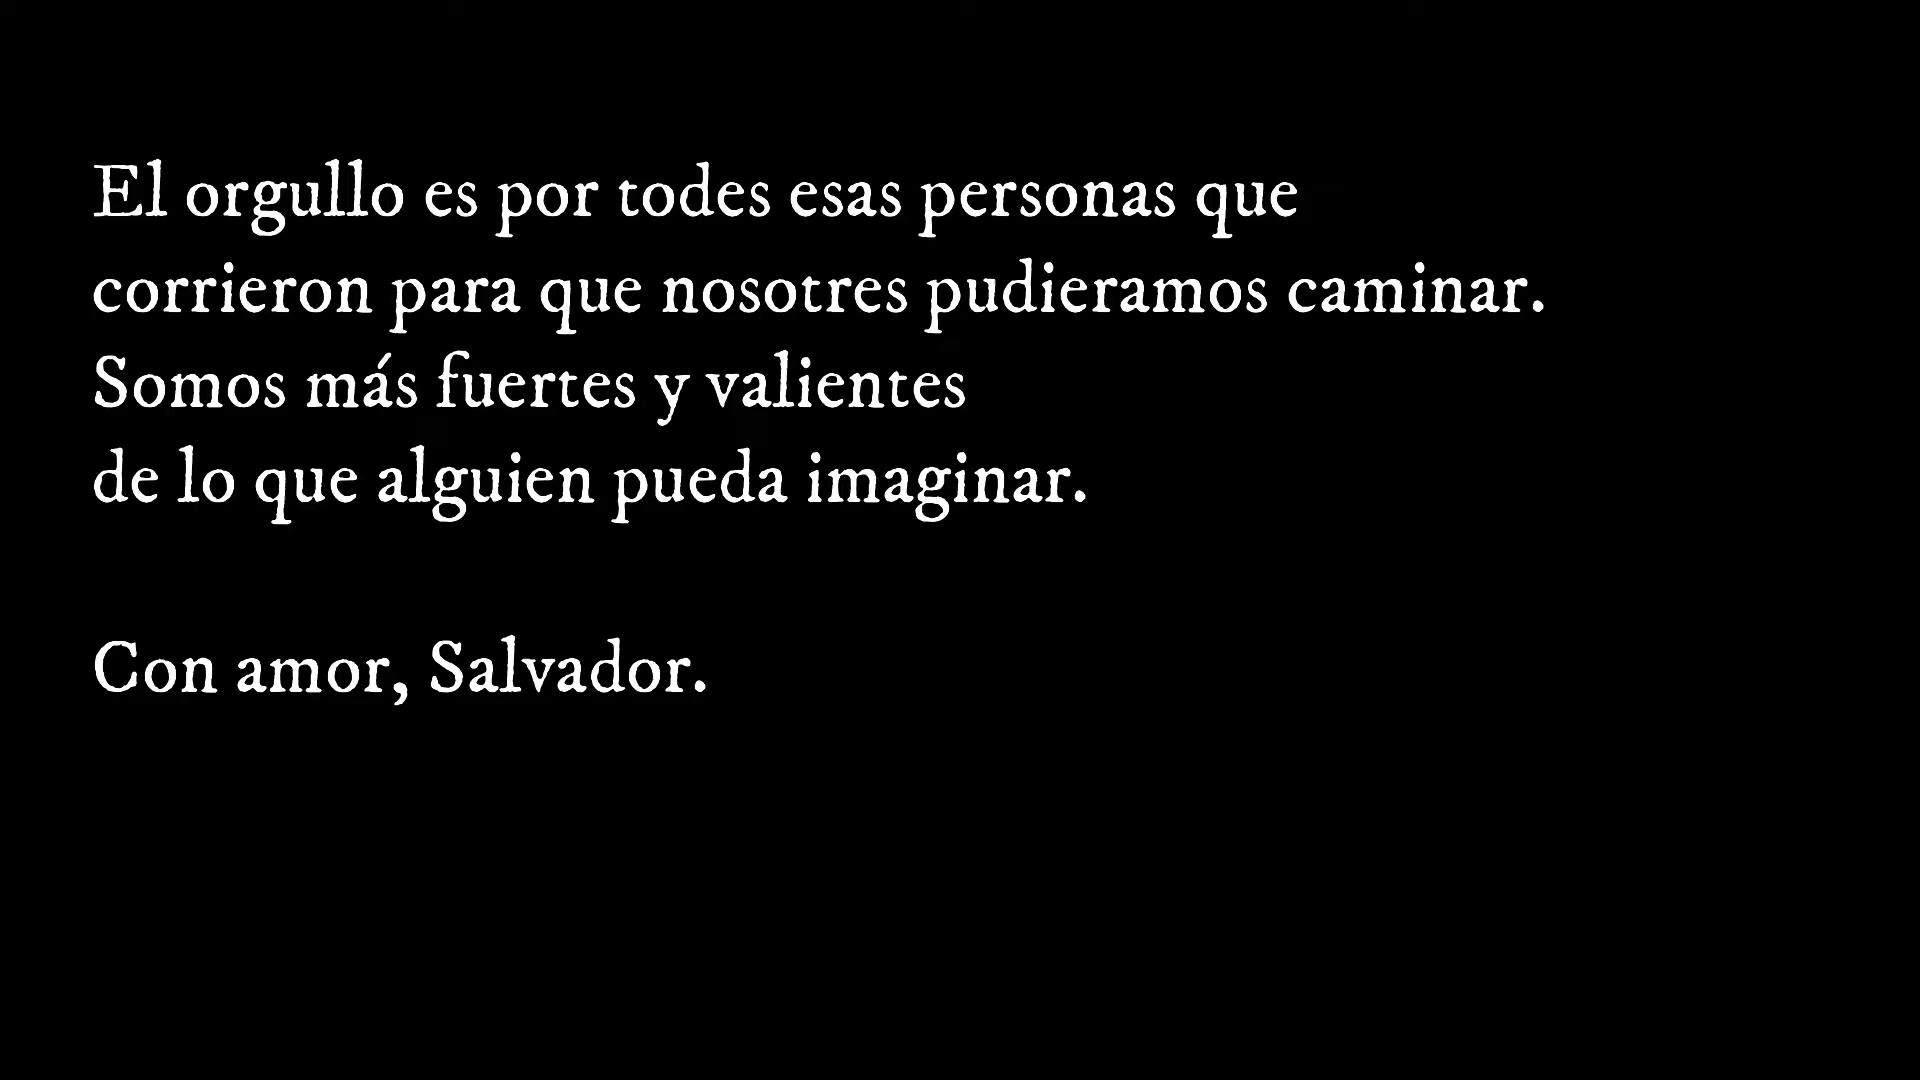 El orgullo es por todes esas personas que
corrieron para que nosotres pudieramos caminar.
Somos más fuertes y valientes
de lo que alguien pueda imaginar.
Con amor, Salvador.